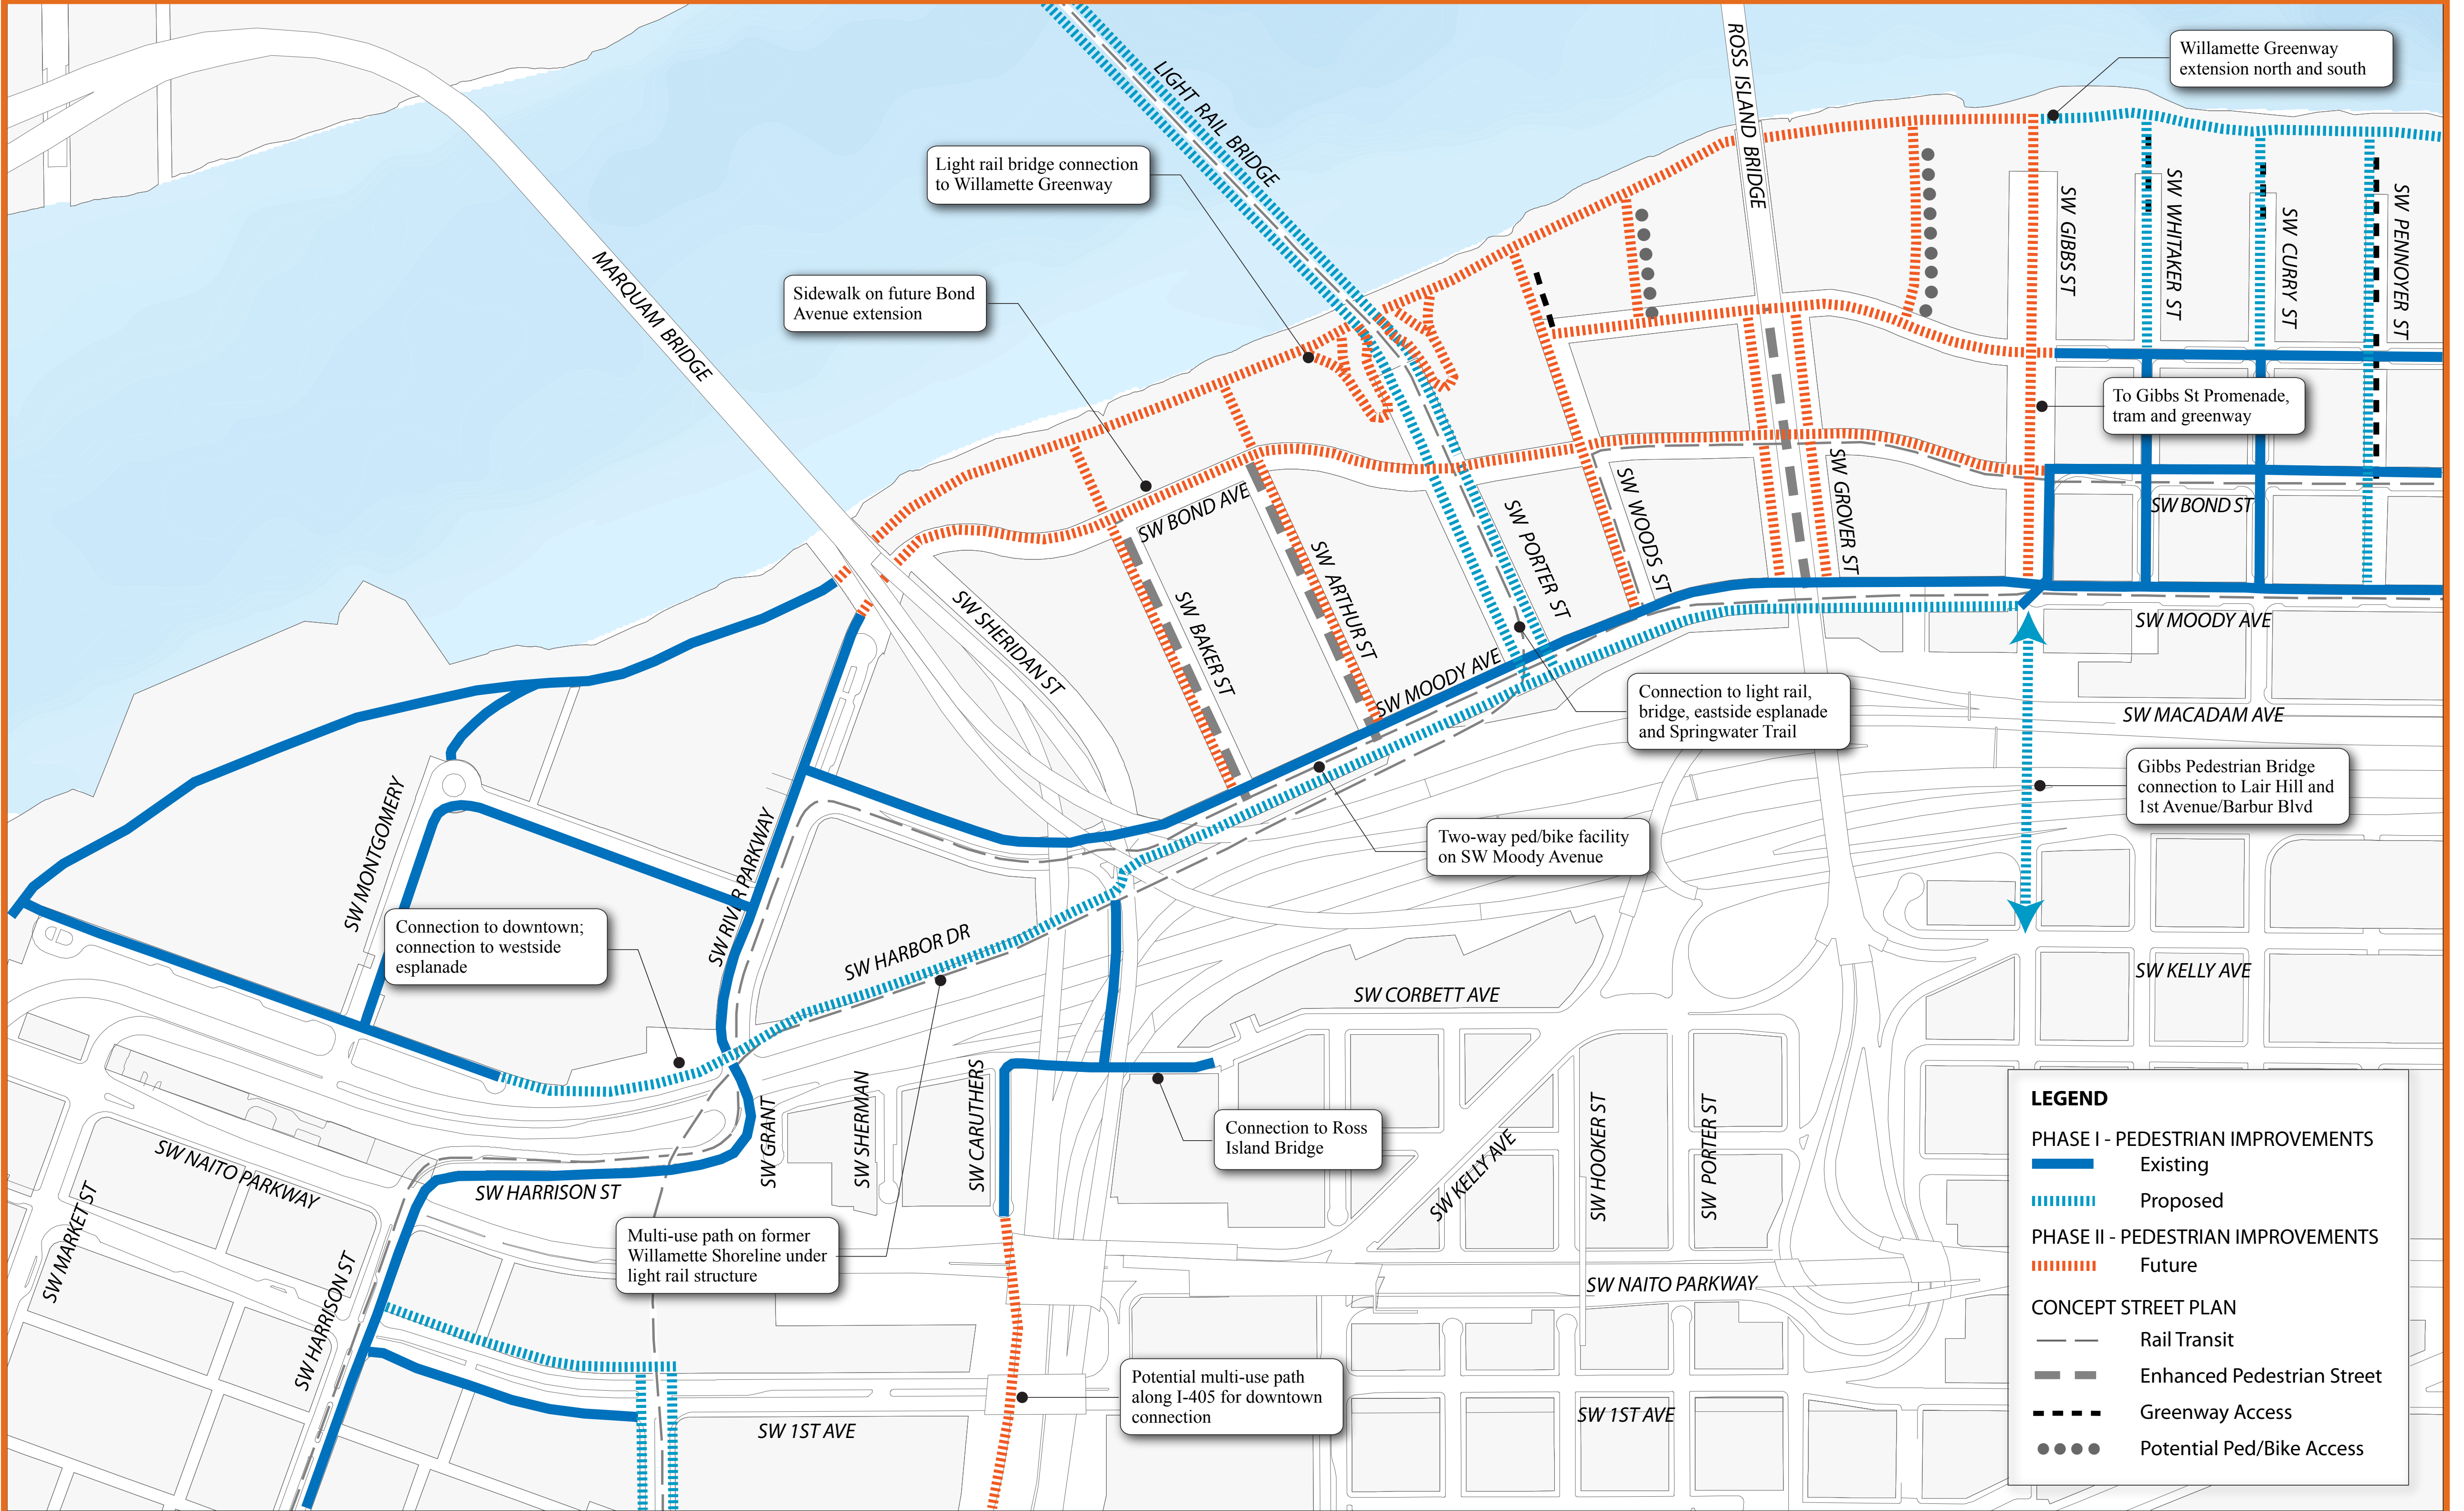 Willamette Greenway
extension north and south
LIGHT RAIL BRIDGE
ROSS ISLAND BRIDGE
Light rail bridge connection
to Willamette Greenway
SW GIBBS ST
SW WHITAKER ST
SW CURRY ST
SW PENNOYER ST
MARQUAM BRIDGE
Sidewalk on future Bond
Avenue extension
To Gibbs St Promenade,
tram and greenway
SW BOND AVE
SW PORTER ST
SW WOODS ST
SW GROVER ST
SW BOND ST
SW SHERIDAN ST
SW BAKER ST
SW ARTHUR ST
SW MOODY AVE
SW MOODY AVE
Connection to light rail,
bridge, eastside esplanade
and Springwater Trail
SW MACADAM AVE
Gibbs Pedestrian Bridge
connection to Lair Hill and
1st Avenue/Barbur Blvd
SW MONTGOMERY
SW RIVER PARKWAY
Two-way ped/bike facility
on SW Moody Avenue
Connection to downtown;
connection to westside
esplanade
SW HARBOR DR
SW CORBETT AVE
SW KELLY AVE
SW GRANT
SW SHERMAN
SW CARUTHERS
Connection to Ross
Island Bridge
SW KELLY AVE
SW HOOKER ST
SW PORTER ST
SW NAITO PARKWAY
SW MARKET ST
SW HARRISON ST
SW HARRISON ST
Multi-use path on former
Willamette Shoreline under
light rail structure
SW NAITO PARKWAY
Potential multi-use path
along I-405 for downtown
connection
SW 1ST AVE
SW 1ST AVE
LEGEND
PHASE I - PEDESTRIAN IMPROVEMENTS
Existing
Proposed
PHASE II - PEDESTRIAN IMPROVEMENTS
Future
CONCEPT STREET PLAN
Rail Transit
Enhanced Pedestrian Street
Greenway Access
Potential Ped/Bike Access